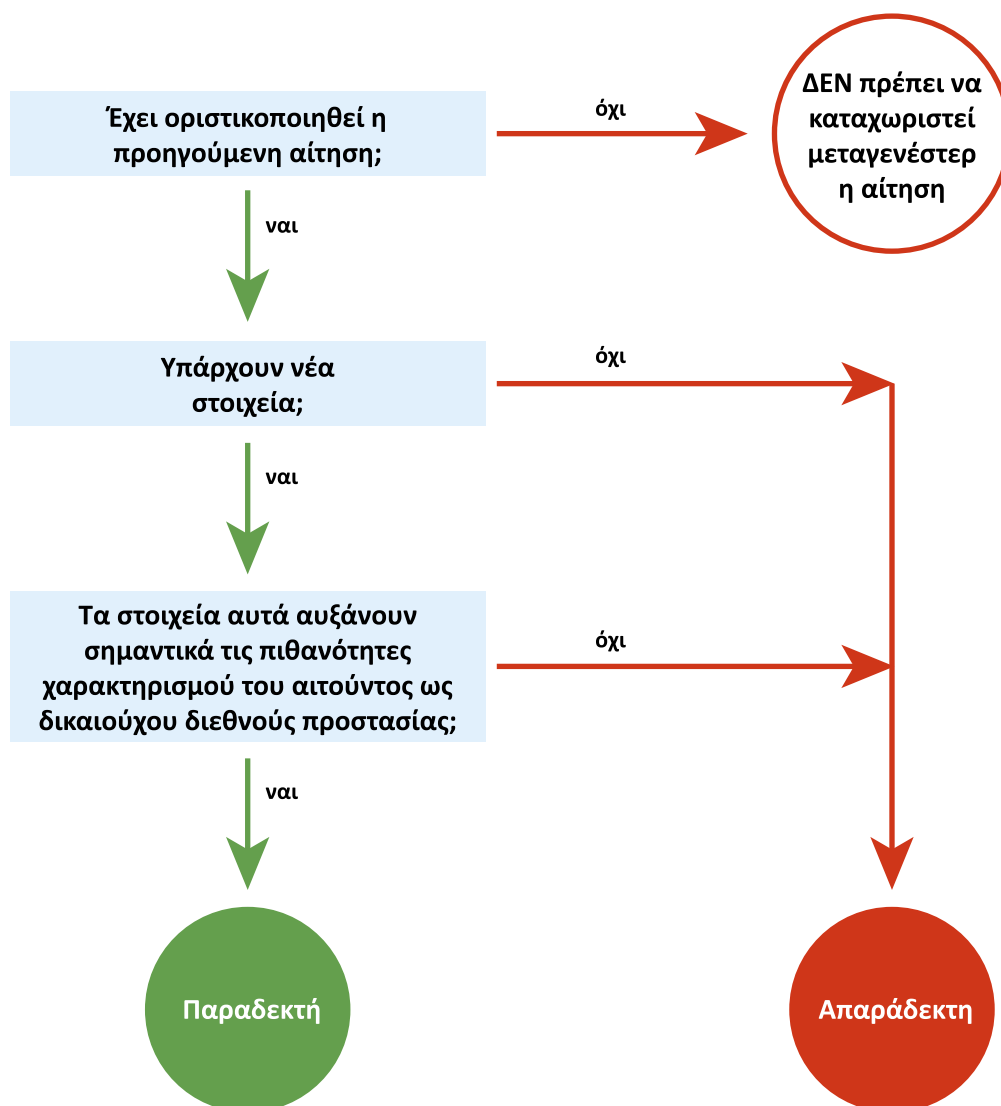 Έχει οριστικοποιηθεί η
προηγούμενη αίτηση;
όχι
ΔΕΝ πρέπει να
καταχωριστεί
μεταγενέστερ
η αίτηση
ναι
Υπάρχουν νέα
στοιχεία;
όχι
ναι
Τα στοιχεία αυτά αυξάνουν
σημαντικά τις πιθανότητες
χαρακτηρισμού του αιτούντος ως
δικαιούχου διεθνούς προστασίας;
όχι
ναι
Παραδεκτή
Απαράδεκτη